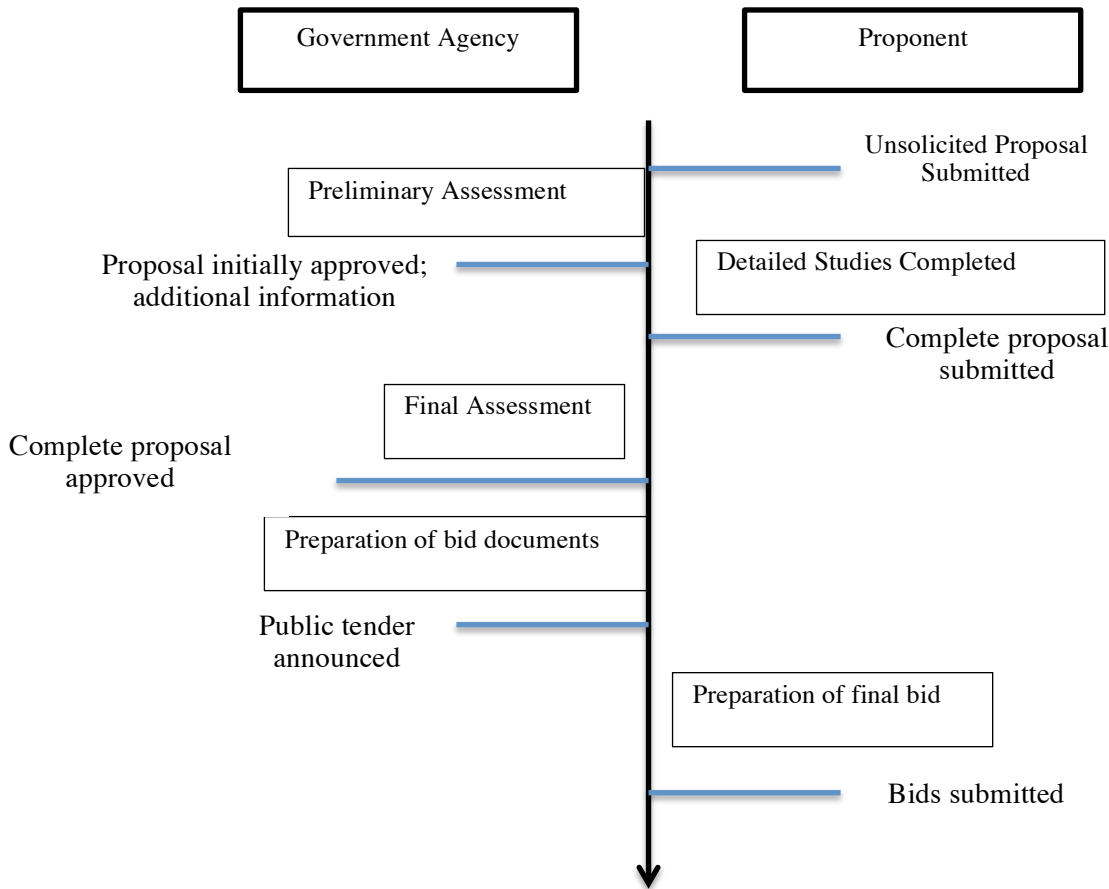 Government Agency
Proponent
Unsolicited Proposal
Submitted
Preliminary Assessment
Proposal initially approved;
additional information
Detailed Studies Completed
Complete proposal
submitted
Final Assessment
Complete proposal
approved
Preparation of bid documents
Public tender
announced
Preparation of final bid
Bids submitted